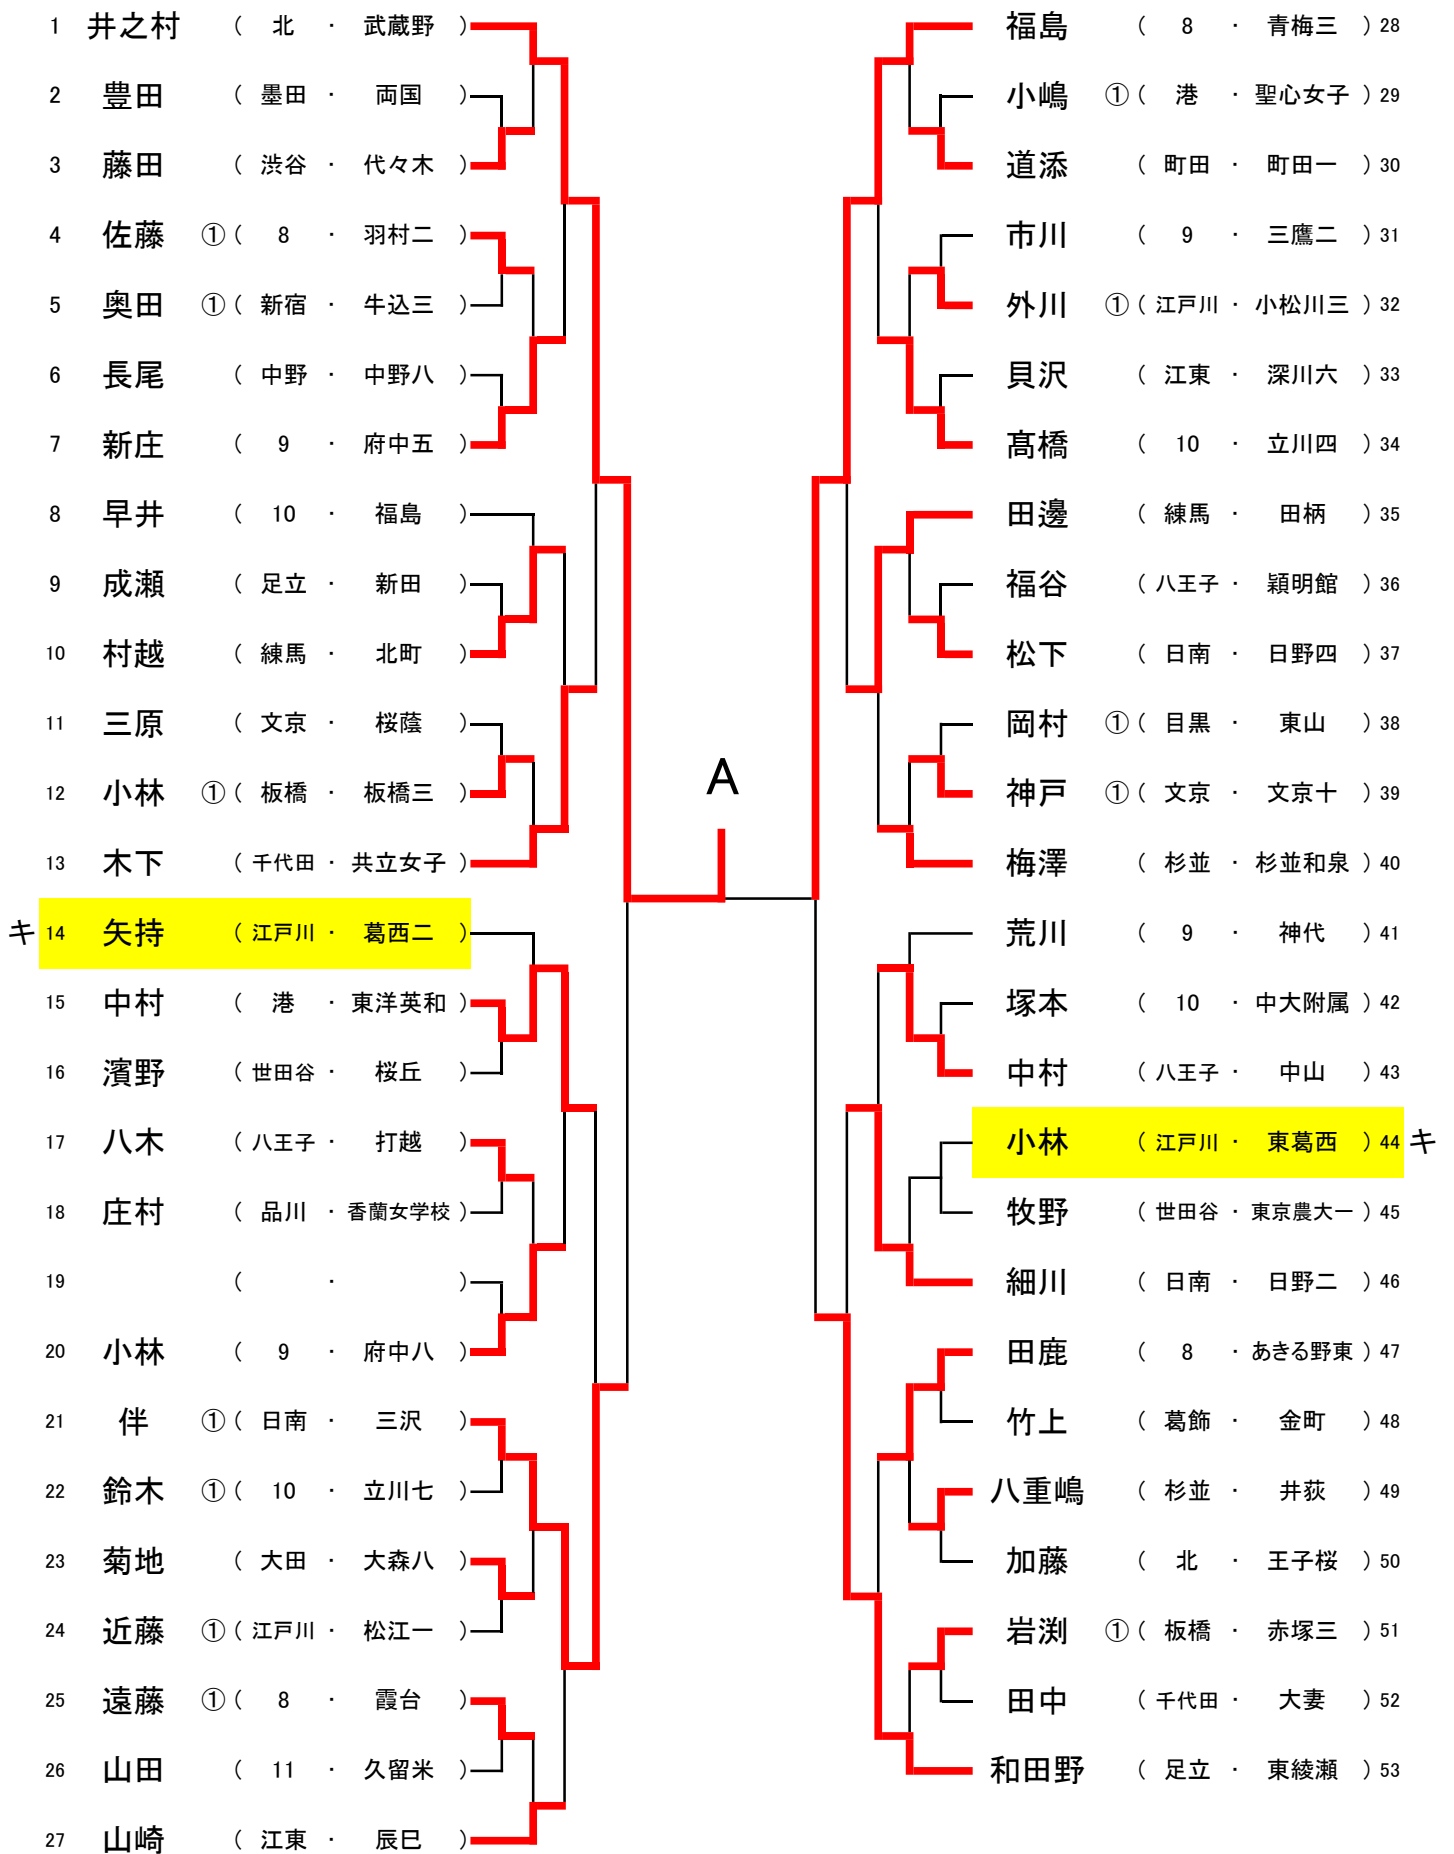 1 井之村 ( 北 ・ 武蔵野 )
2 豊田 ( 墨田 ・ 両国 )
3 藤田 ( 渋谷 ・ 代々木 )
4 佐藤 ① ( 8 ・ 羽村二 )
5 奥田 ① ( 新宿 ・ 牛込三 )
6 長尾 ( 中野 ・ 中野八 )
7 新庄 ( 9 ・ 府中五 )
8 早井 ( 10 ・ 福島 )
9 成瀬 ( 足立 ・ 新田 )
10 村越 ( 練馬 ・ 北町 )
11 三原 ( 文京 ・ 桜蔭 )
12 小林 ① ( 板橋 ・ 板橋三 )
13 木下 ( 千代田 ・ 共立女子 )
キ 14 矢持 ( 江戸川 ・ 葛西二 )
15 中村 ( 港 ・ 東洋英和 )
16 濱野 ( 世田谷 ・ 桜丘 )
17 八木 ( 八王子 ・ 打越 )
18 庄村 ( 品川 ・ 香蘭女学校 )
19 ( ・ )
20 小林 ( 9 ・ 府中八 )
21 伴 ① ( 日南 ・ 三沢 )
22 鈴木 ① ( 10 ・ 立川七 )
23 菊地 ( 大田 ・ 大森八 )
24 近藤 ① ( 江戸川 ・ 松江一 )
25 遠藤 ① ( 8 ・ 霞台 )
26 山田 ( 11 ・ 久留米 )
27 山崎 ( 江東 ・ 辰巳 )
A
福島 ( 8 ・ 青梅三 ) 28
小嶋 ① ( 港 ・ 聖心女子 ) 29
道添 ( 町田 ・ 町田一 ) 30
市川 ( 9 ・ 三鷹二 ) 31
外川 ① ( 江戸川 ・ 小松川三 ) 32
貝沢 ( 江東 ・ 深川六 ) 33
髙橋 ( 10 ・ 立川四 ) 34
田邊 ( 練馬 ・ 田柄 ) 35
福谷 ( 八王子 ・ 穎明館 ) 36
松下 ( 日南 ・ 日野四 ) 37
岡村 ① ( 目黒 ・ 東山 ) 38
神戸 ① ( 文京 ・ 文京十 ) 39
梅澤 ( 杉並 ・ 杉並和泉 ) 40
荒川 ( 9 ・ 神代 ) 41
塚本 ( 10 ・ 中大附属 ) 42
中村 ( 八王子 ・ 中山 ) 43
小林 ( 江戸川 ・ 東葛西 ) 44 キ
牧野 ( 世田谷 ・ 東京農大一 ) 45
細川 ( 日南 ・ 日野二 ) 46
田鹿 ( 8 ・ あきる野東 ) 47
竹上 ( 葛飾 ・ 金町 ) 48
八重嶋 ( 杉並 ・ 井荻 ) 49
加藤 ( 北 ・ 王子桜 ) 50
岩渕 ① ( 板橋 ・ 赤塚三 ) 51
田中 ( 千代田 ・ 大妻 ) 52
和田野 ( 足立 ・ 東綾瀬 ) 53